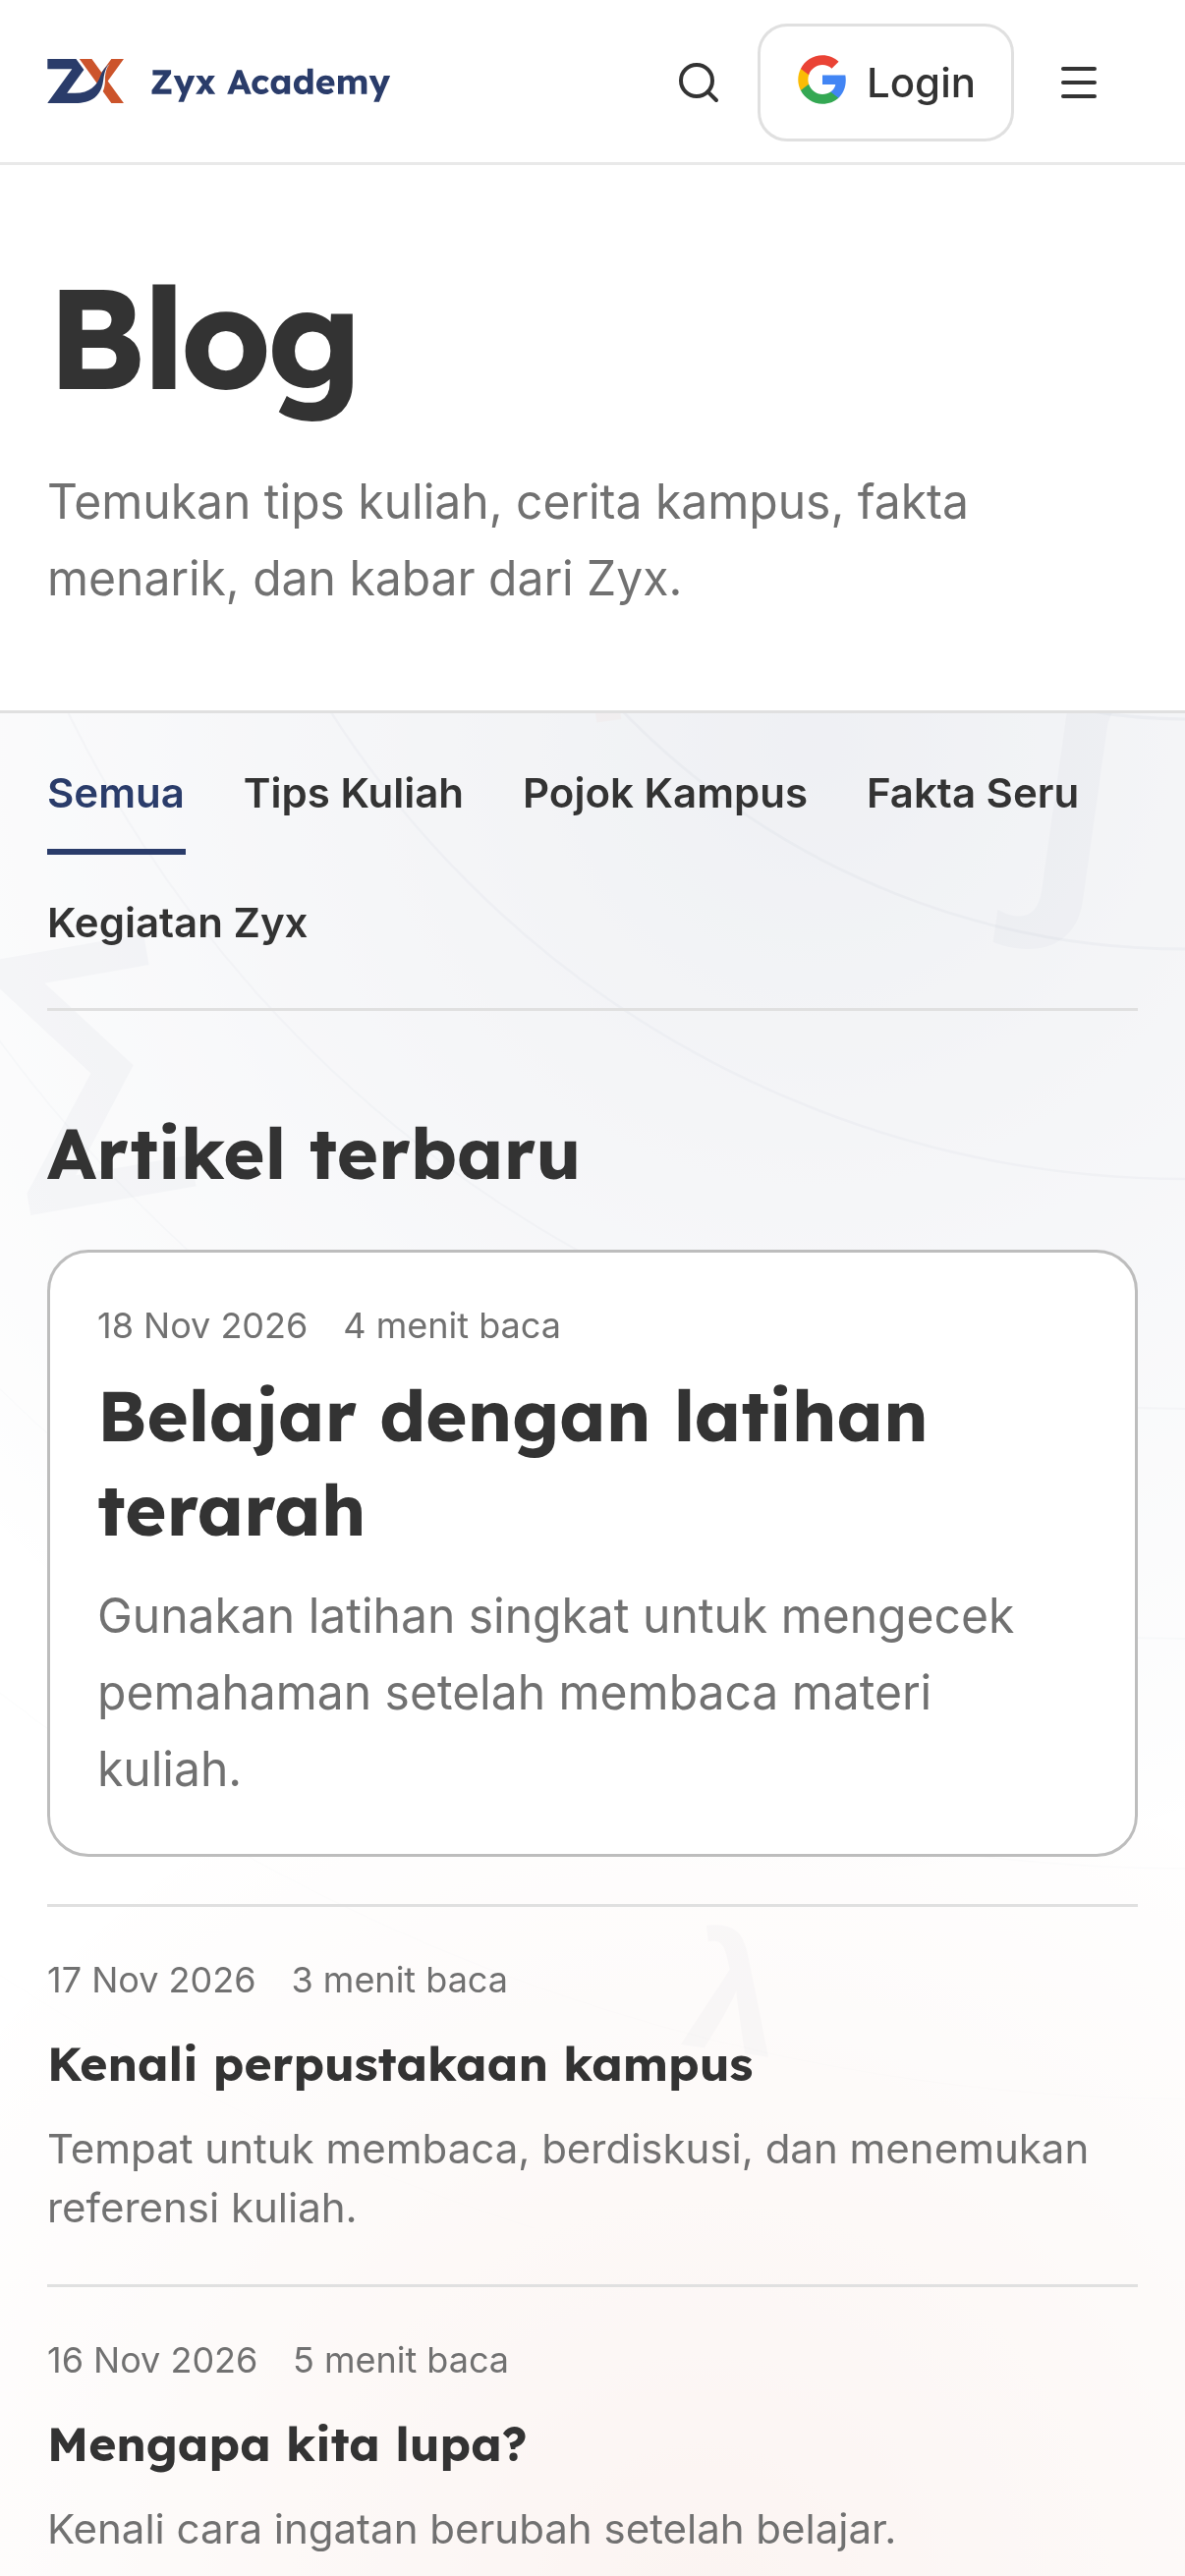 Zyx Academy
Login
Blog
Temukan tips kuliah, cerita kampus, fakta
menarik, dan kabar dari Zyx.
Semua
Tips Kuliah
Pojok Kampus
Fakta Seru
Kegiatan Zyx
Artikel terbaru
18 Nov 2026 4 menit baca
Belajar dengan latihan
terarah
Gunakan latihan singkat untuk mengecek
pemahaman setelah membaca materi
kuliah.
17 Nov 2026 3 menit baca
Kenali perpustakaan kampus
Tempat untuk membaca, berdiskusi, dan menemukan
referensi kuliah.
16 Nov 2026 5 menit baca
Mengapa kita lupa?
Kenali cara ingatan berubah setelah belajar.